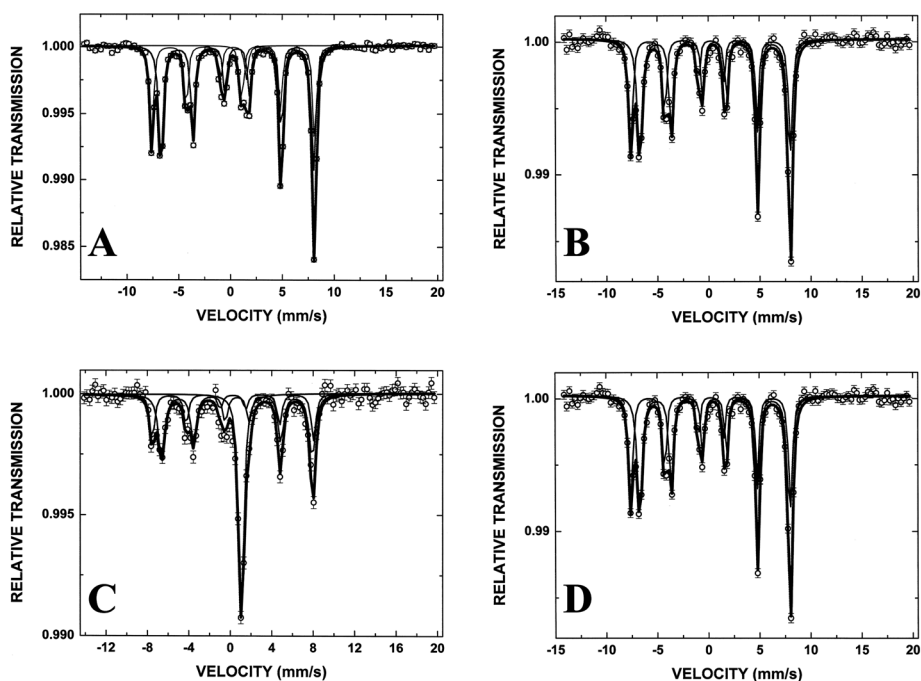 RELATIVE TRANSMISSION
1.000
0.995
0.990
0.985
A
-10 -5 0 5 10 15 20
VELOCITY (mm/s)
RELATIVE TRANSMISSION
1.00
0.99
B
-15 -10 -5 0 5 10 15 20
VELOCITY (mm/s)
RELATIVE TRANSMISSION
1.000
0.995
0.990
C
-12 -8 -4 0 4 8 12 16 20
VELOCITY (mm/s)
RELATIVE TRANSMISSION
1.00
0.99
D
-15 -10 -5 0 5 10 15 20
VELOCITY (mm/s)